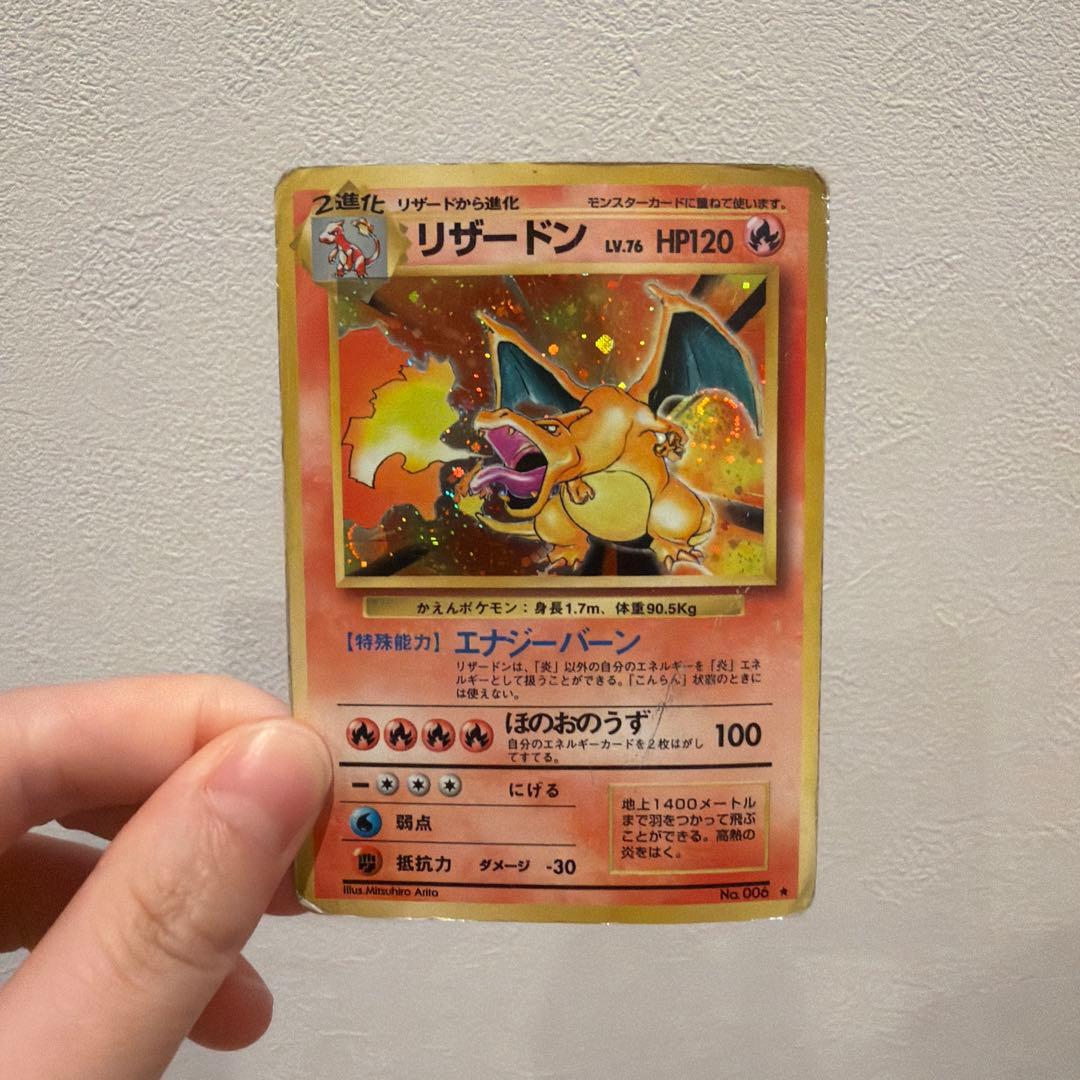 2進化 リザードから進化 モンスターカードに重ねて使います。
リザードン LV.76 HP120
かえんポケモン：身長1.7m、体重90.5Kg
【特殊能力】エナジーバーン
リザードンは、「炎」以外の自分のエネルギーを「炎」エネ
ルギーとして扱うことができる。「こんらん」状態のときに
は使えない。
ほのおのうず 100
自分のエネルギーカードを2枚はがし
てすてる。
ー にげる
弱点
抵抗力 ダメージ -30
地上1400メートル
まで羽をつかって飛ぶ
ことができる。高熱の
炎をはく。
Illus.Mitsuhiro Arita
No.006 ★